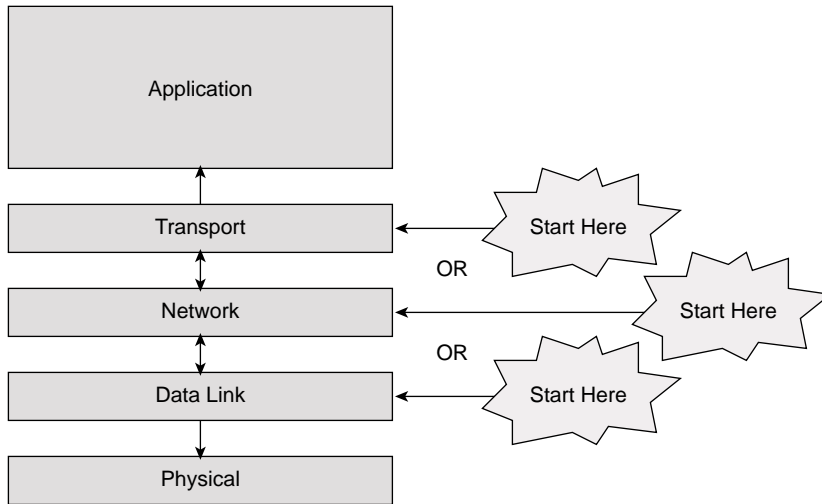 Application
Transport
Start Here
OR
Network
Start Here
OR
Data Link
Start Here
Physical